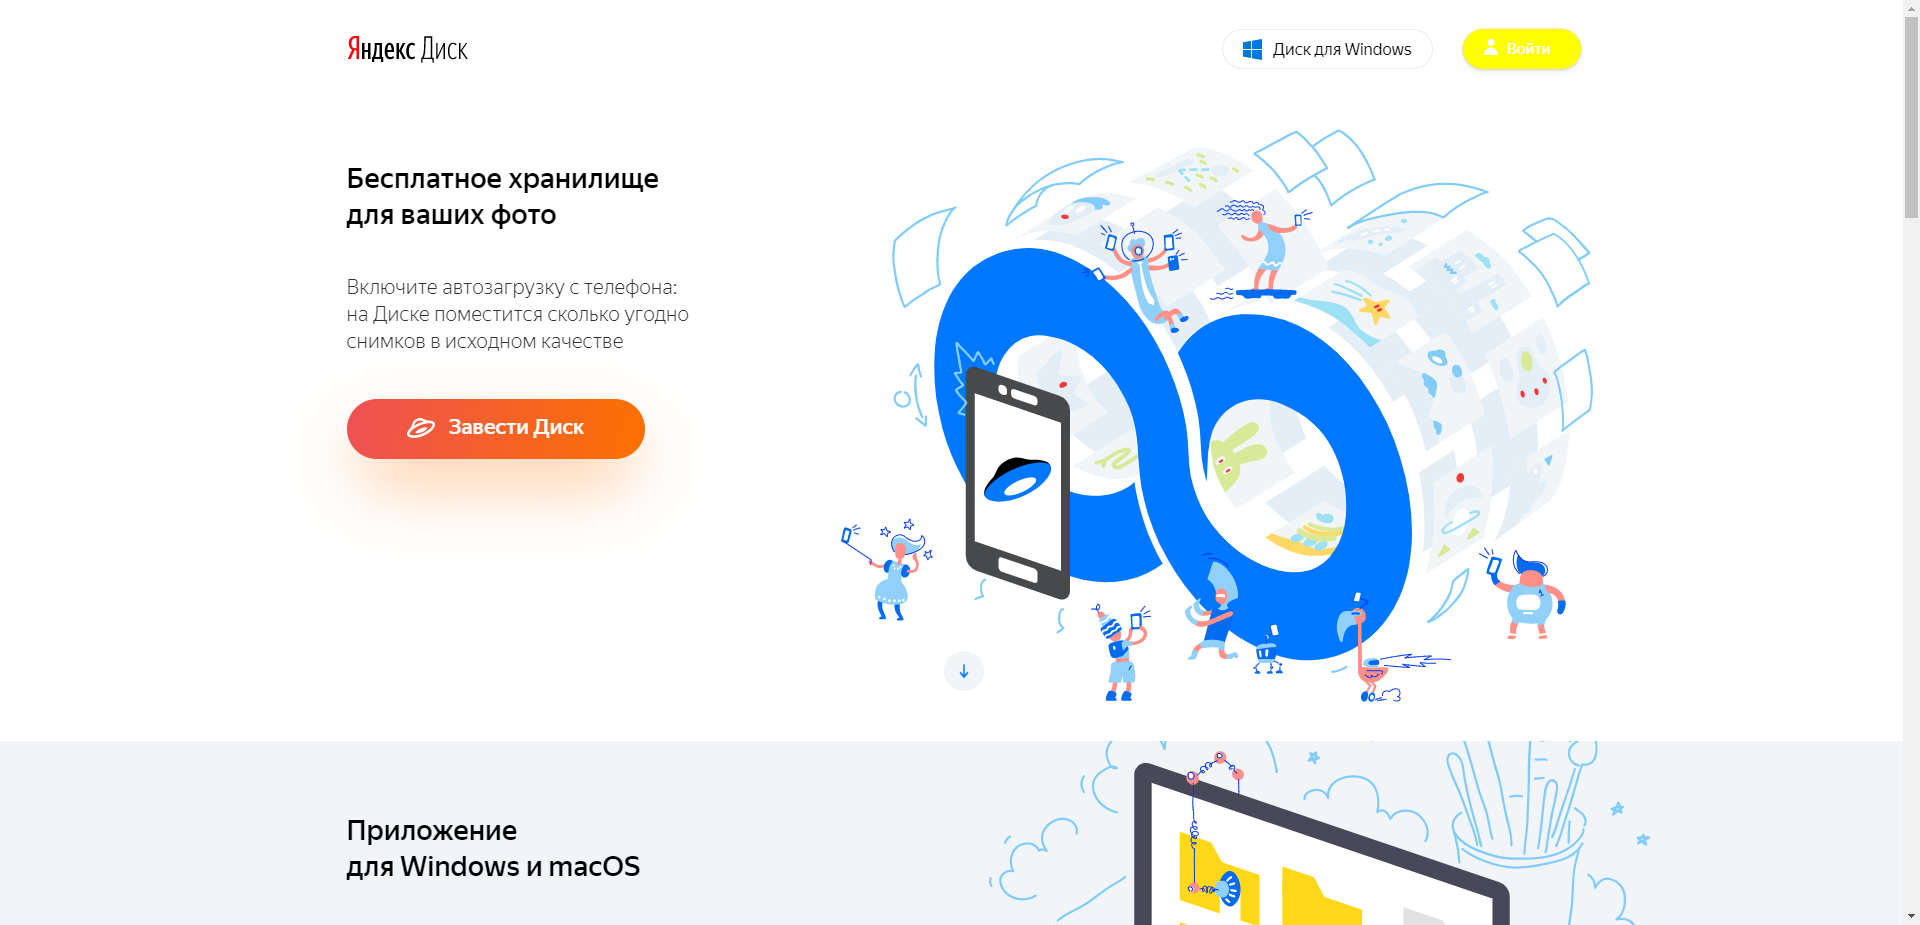 Яндекс Диск
Диск для Windows
Войти
Бесплатное хранилище
для ваших фото
Включите автозагрузку с телефона:
на Диске поместится сколько угодно
снимков в исходном качестве
Завести Диск
Приложение
для Windows и macOS